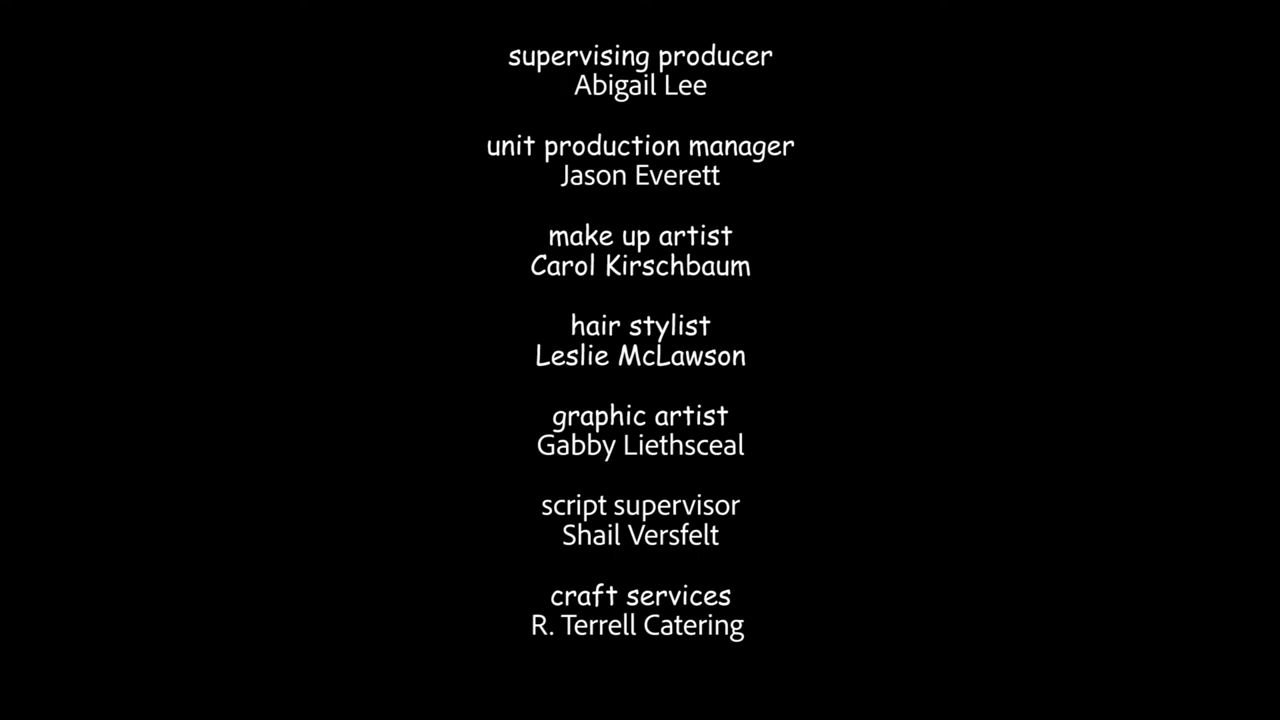 supervising producer
Abigail Lee
unit production manager
Jason Everett
make up artist
Carol Kirschbaum
hair stylist
Leslie McLawson
graphic artist
Gabby Liethsceal
script supervisor
Shail Versfelt
craft services
R. Terrell Catering